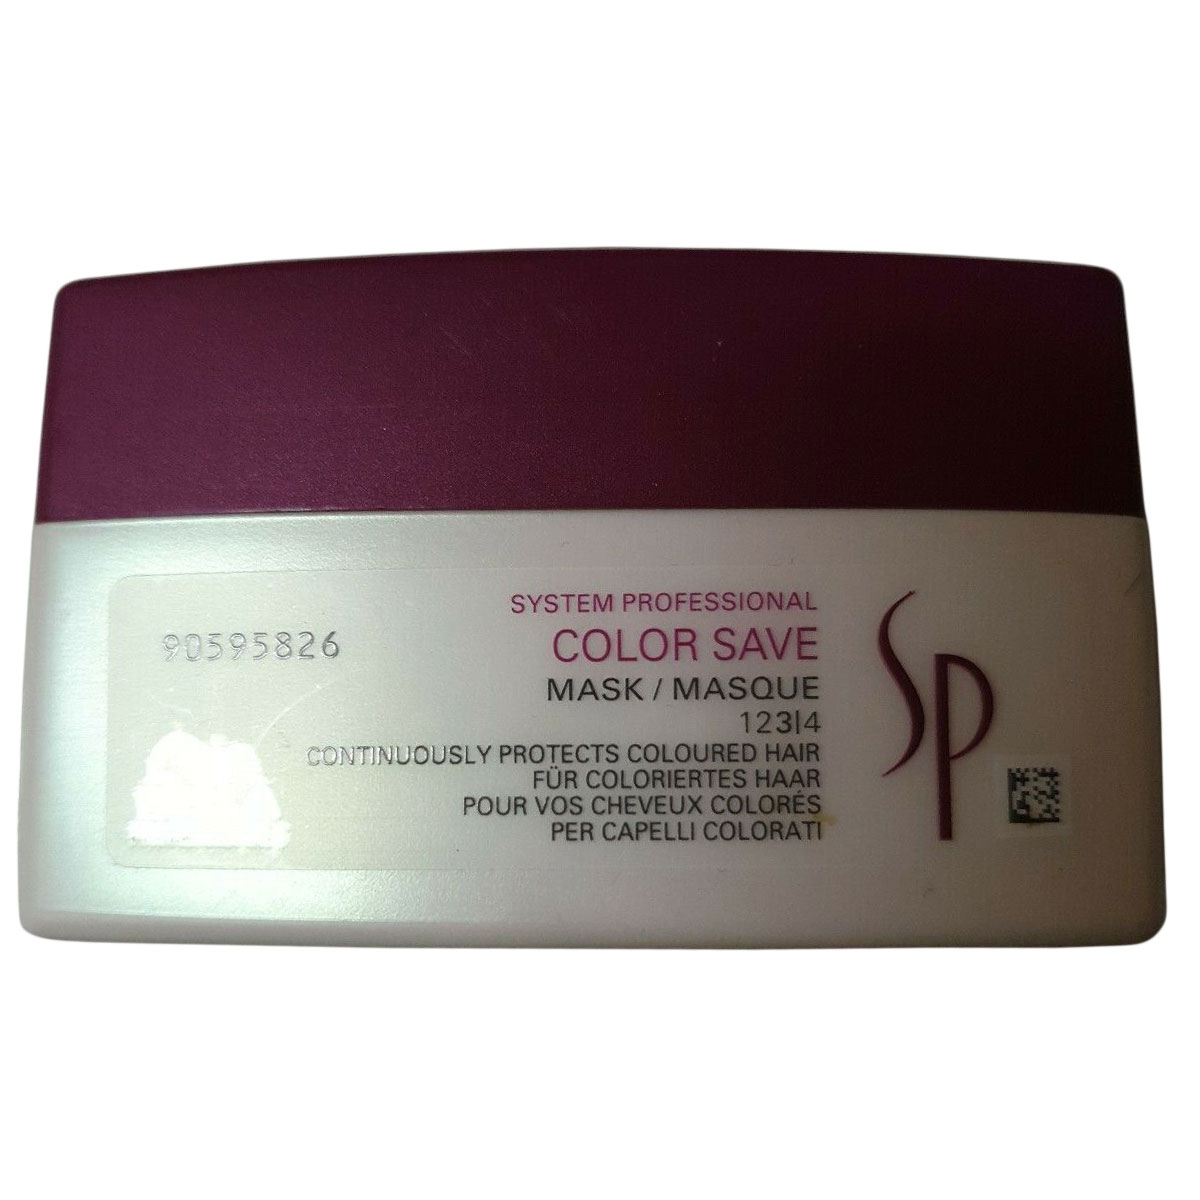 SYSTEM PROFESSIONAL
COLOR SAVE
MASK / MASQUE
123|4
CONTINUOUSLY PROTECTS COLOURED HAIR
FÜR COLORIERTES HAAR
POUR VOS CHEVEUX COLORÉS
PER CAPELLI COLORATI
90595826
SP